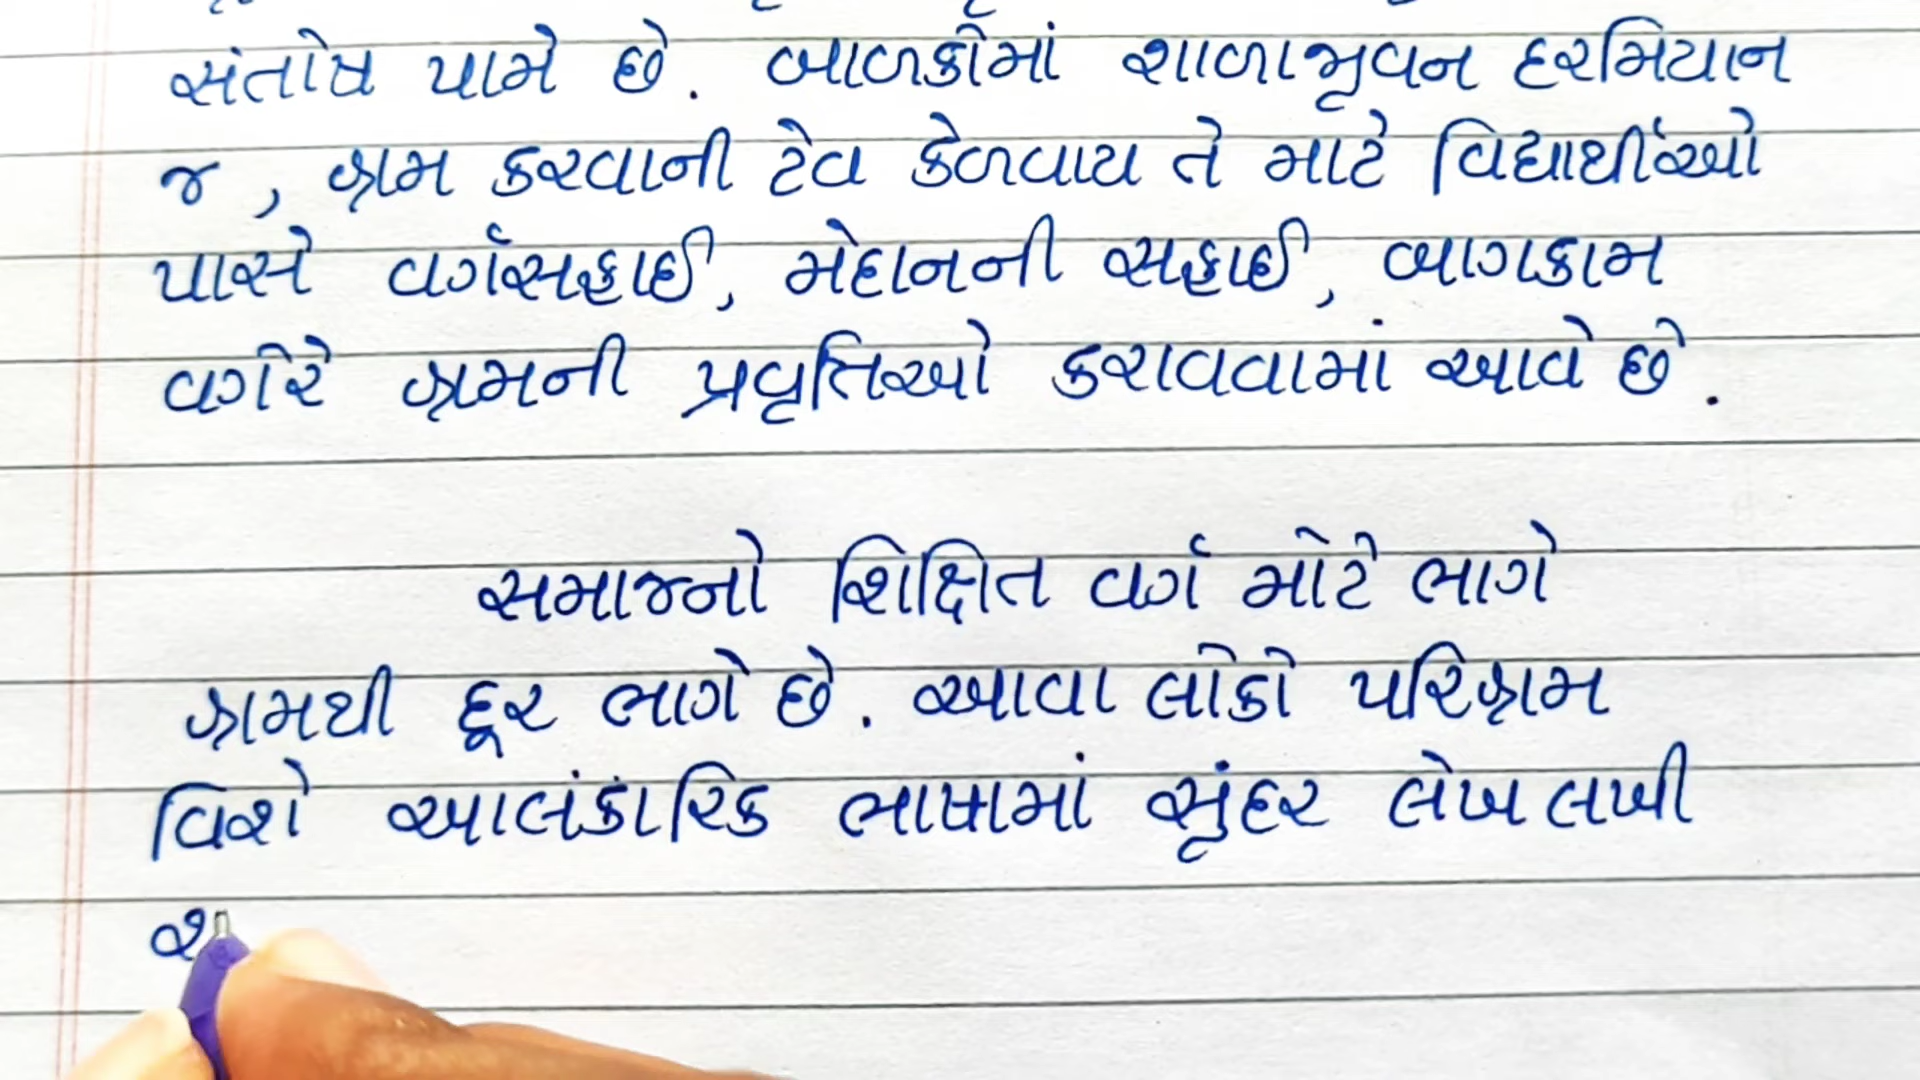 સંતોષ પામે છે. બાળકોમાં શાળાજીવન દરમિયાન
જ, શ્રમ કરવાની ટેવ કેળવાય તે માટે વિદ્યાર્થીઓ
પાસે વર્ગસફાઈ, મેદાનની સફાઈ, બાગકામ
વગેરે શ્રમની પ્રવૃત્તિઓ કરાવવામાં આવે છે.
સમાજનો શિક્ષિત વર્ગ મોટે ભાગે
શ્રમથી દૂર ભાગે છે. આવા લોકો પરિશ્રમ
વિશે આલંકારિક ભાષામાં સુંદર લેખ લખી